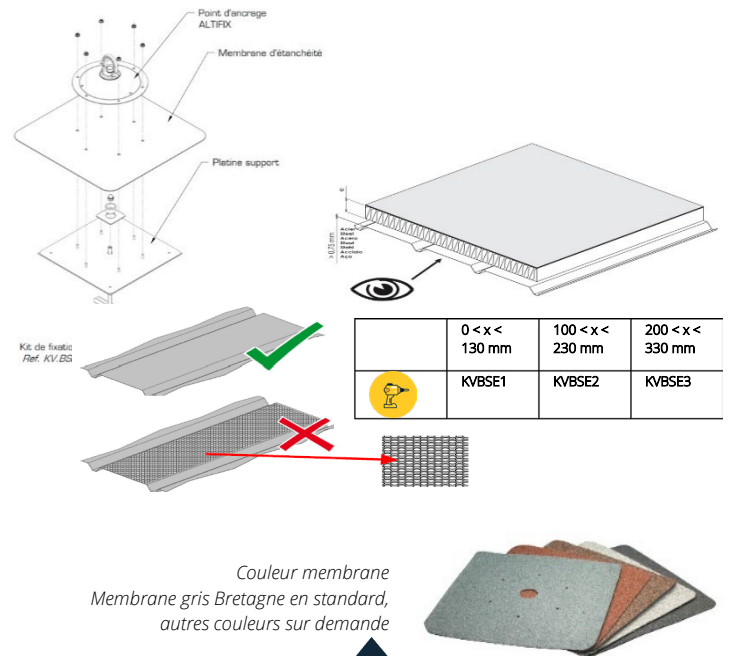 Point d'ancrage
ALTIFIX
Membrane d'étanchéité
Platine support
Kit de fixatic
Ref. KV.BS
e
> 0,75 mm
Acier
Steel
Acero
Staal
Stahl
Acciaio
Aço
0 < x < 130 mm
100 < x < 230 mm
200 < x < 330 mm
KVBSE1
KVBSE2
KVBSE3
Couleur membrane
Membrane gris Bretagne en standard,
autres couleurs sur demande